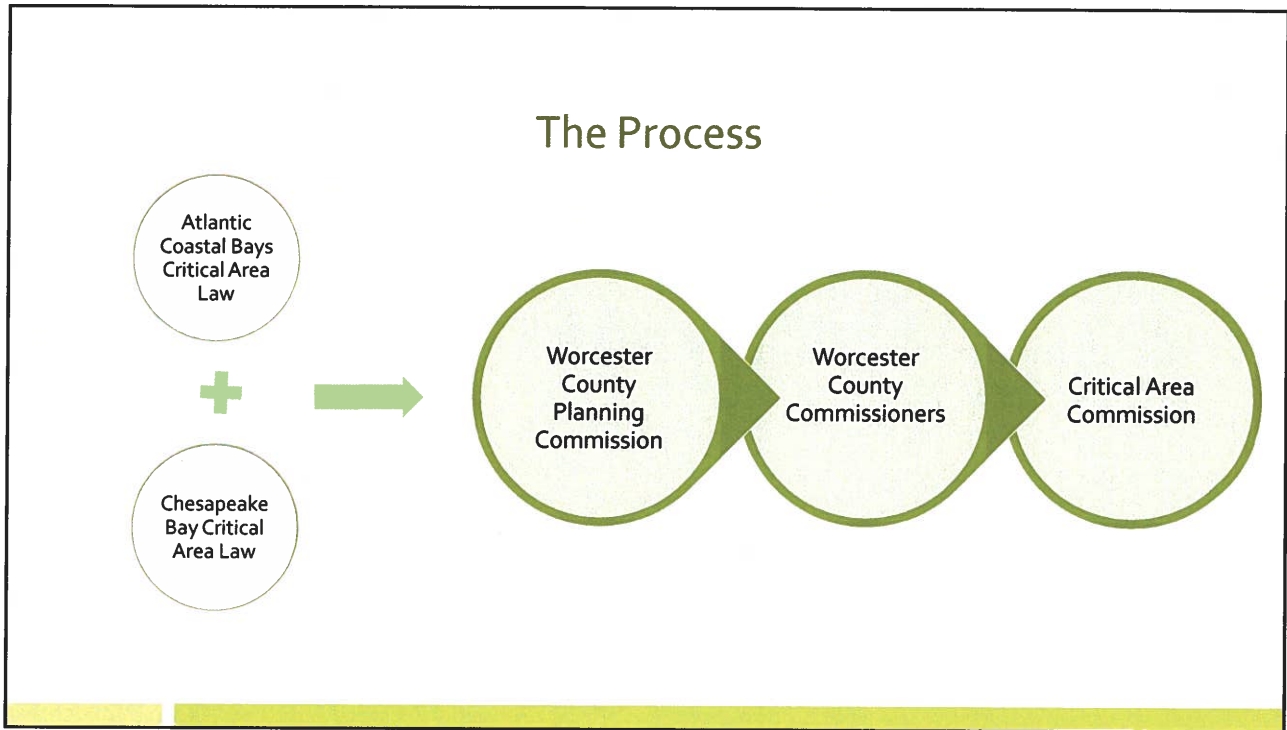 The Process
Atlantic
Coastal Bays
Critical Area
Law
Chesapeake
Bay Critical
Area Law
Worcester
County
Planning
Commission
Worcester
County
Commissioners
Critical Area
Commission